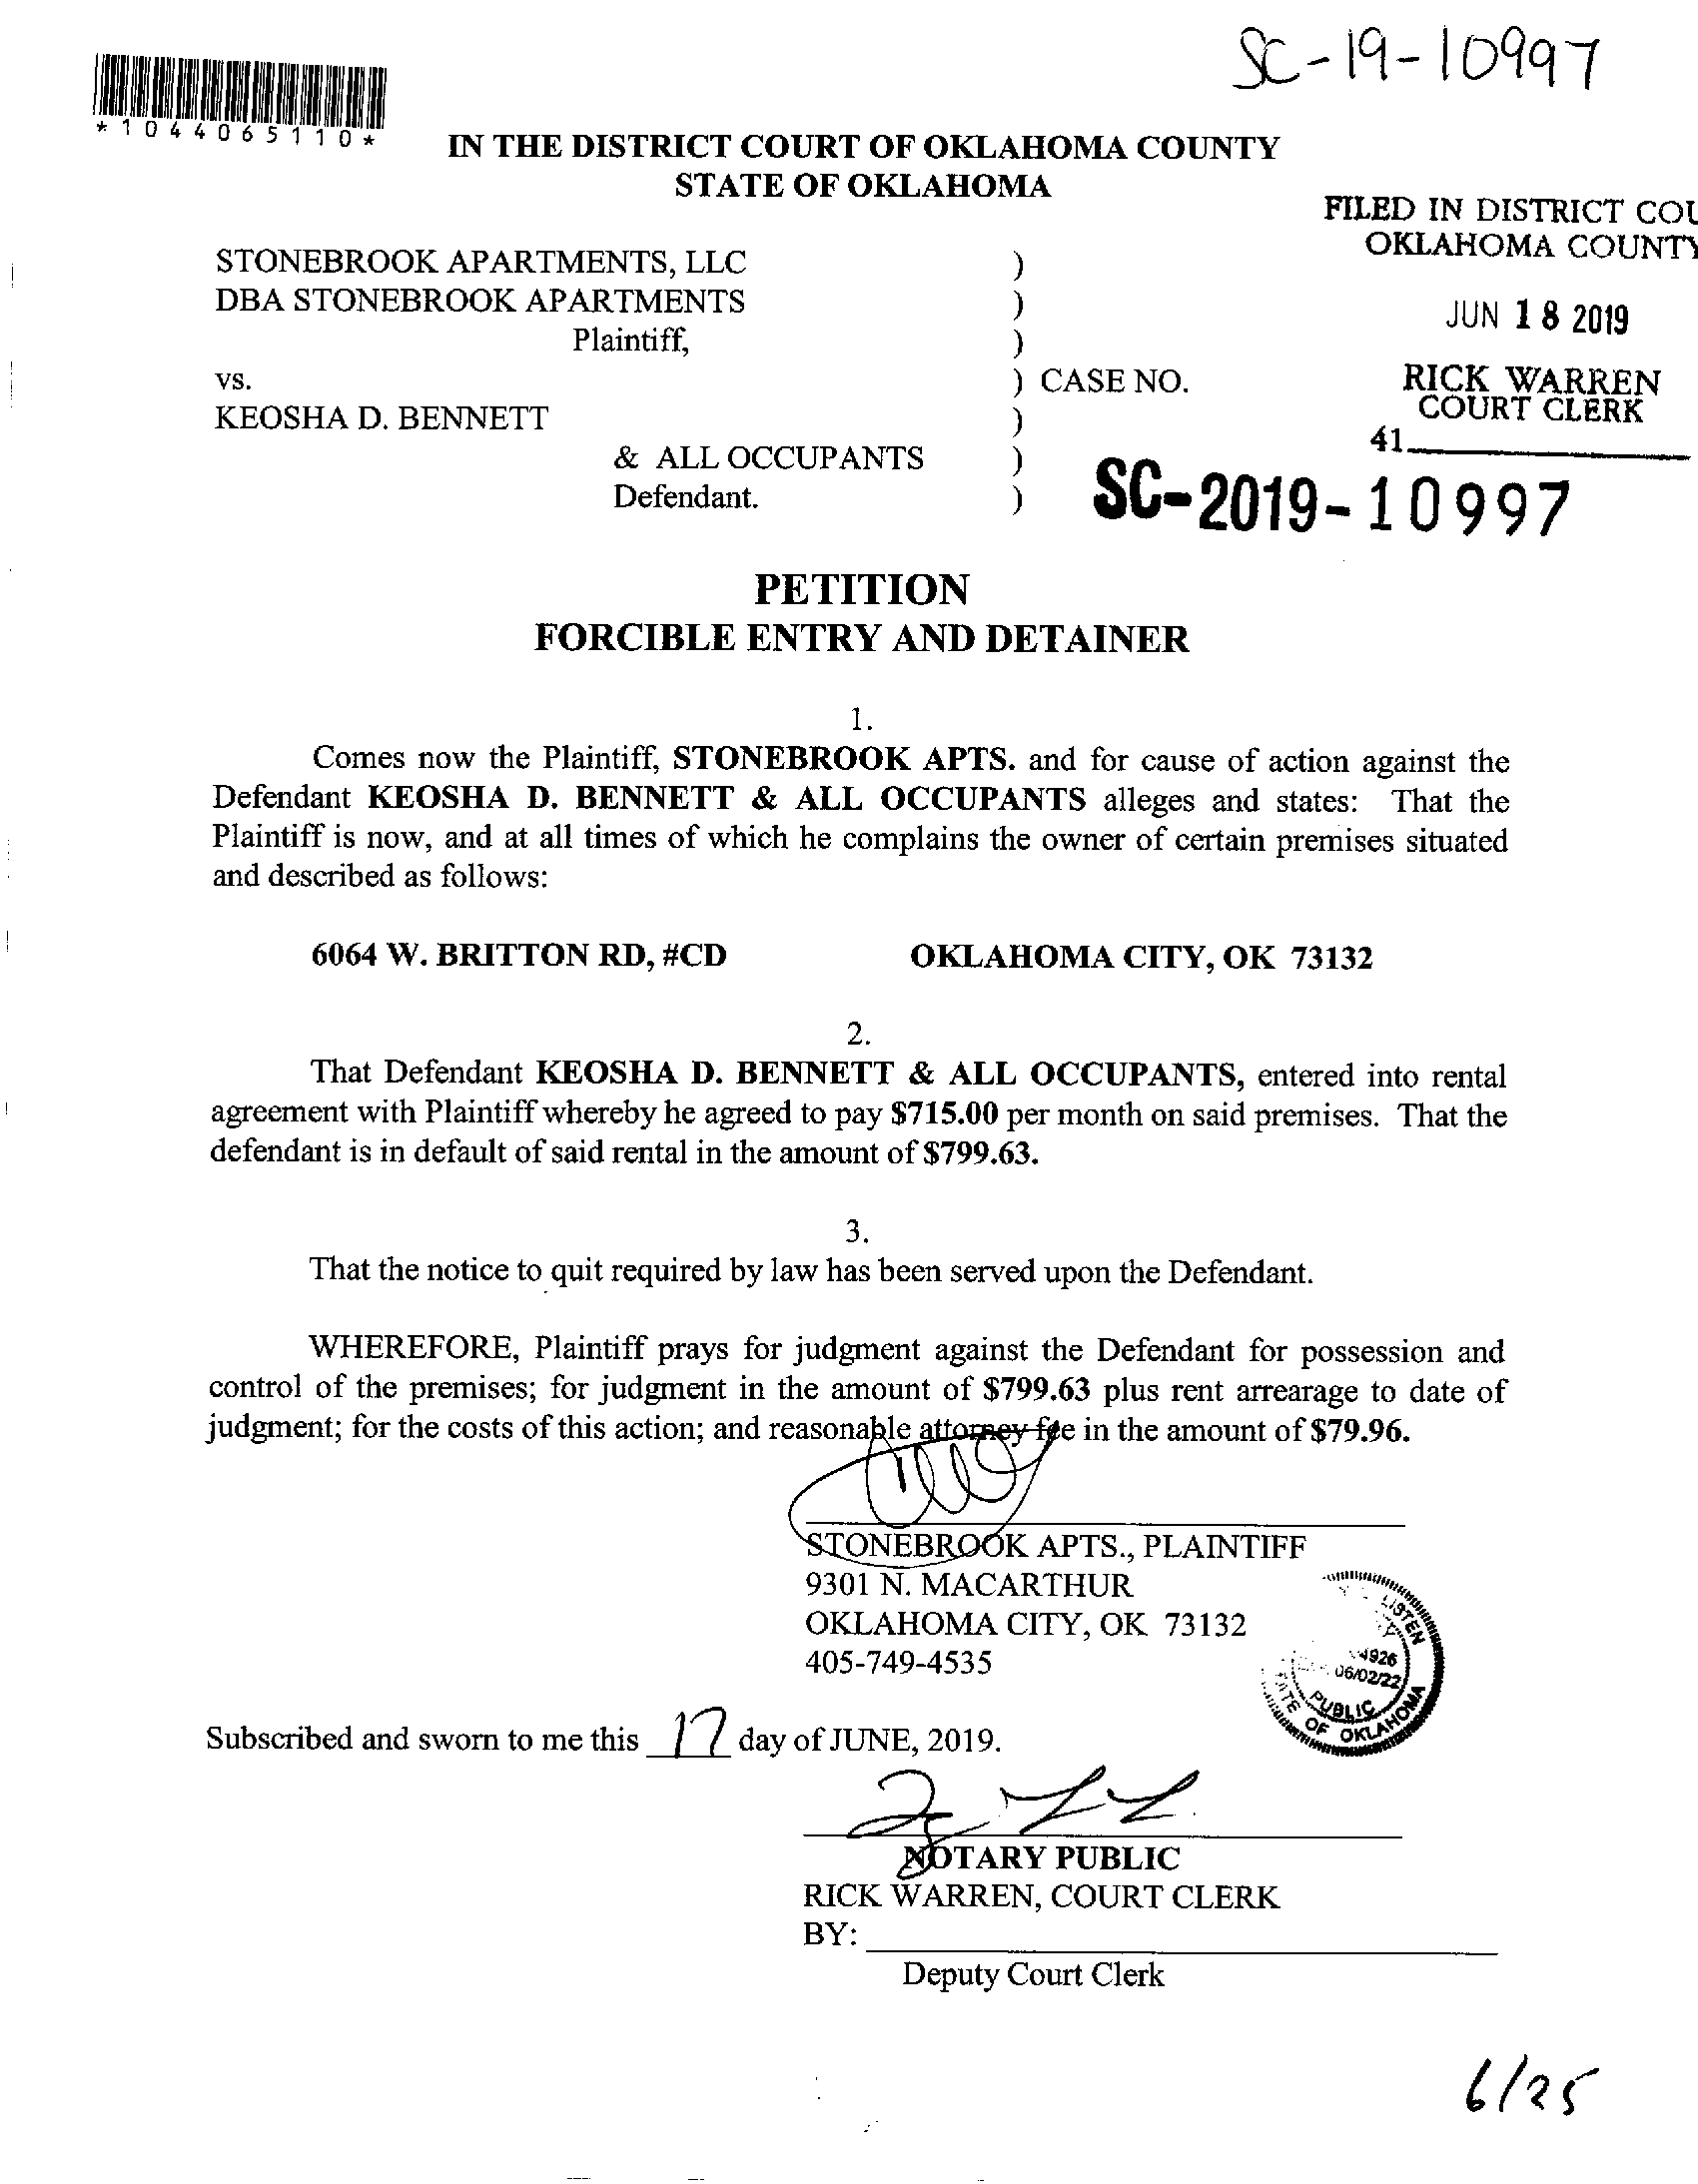 SC-19-10997
*1044065110*
IN THE DISTRICT COURT OF OKLAHOMA COUNTY
STATE OF OKLAHOMA
FILED IN DISTRICT COU
OKLAHOMA COUNTY
JUN 18 2019
RICK WARREN
COURT CLERK
41
STONEBROOK APARTMENTS, LLC )
DBA STONEBROOK APARTMENTS )
Plaintiff, )
vs. ) CASE NO.
KEOSHA D. BENNETT )
& ALL OCCUPANTS )
Defendant. )
SC-2019-10997
PETITION
FORCIBLE ENTRY AND DETAINER
1.
Comes now the Plaintiff, STONEBROOK APTS. and for cause of action against the
Defendant KEOSHA D. BENNETT & ALL OCCUPANTS alleges and states: That the
Plaintiff is now, and at all times of which he complains the owner of certain premises situated
and described as follows:
6064 W. BRITTON RD, #CD OKLAHOMA CITY, OK 73132
2.
That Defendant KEOSHA D. BENNETT & ALL OCCUPANTS, entered into rental
agreement with Plaintiff whereby he agreed to pay $715.00 per month on said premises. That the
defendant is in default of said rental in the amount of $799.63.
3.
That the notice to quit required by law has been served upon the Defendant.
WHEREFORE, Plaintiff prays for judgment against the Defendant for possession and
control of the premises; for judgment in the amount of $799.63 plus rent arrearage to date of
judgment; for the costs of this action; and reasonable attorney fee in the amount of $79.96.
STONEBROOK APTS., PLAINTIFF
9301 N. MACARTHUR
OKLAHOMA CITY, OK 73132
405-749-4535
LISTEN
4926
06/02/22
PUBLIC
OF OKLAHOMA
Subscribed and sworn to me this 17 day of JUNE, 2019.
NOTARY PUBLIC
RICK WARREN, COURT CLERK
BY:
Deputy Court Clerk
6/25